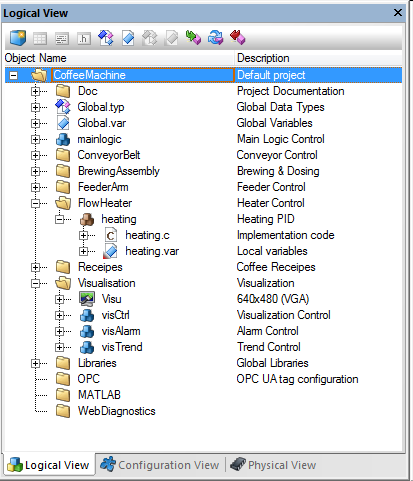 Logical View
Object Name Description
CoffeeMachine Default project
Doc Project Documentation
Global.typ Global Data Types
Global.var Global Variables
mainlogic Main Logic Control
ConveyorBelt Conveyor Control
BrewingAssembly Brewing & Dosing
FeederArm Feeder Control
FlowHeater Heater Control
heating Heating PID
heating.c Implementation code
heating.var Local variables
Receipes Coffee Receipes
Visualisation Visualization
Visu 640x480 (VGA)
visCtrl Visualization Control
visAlarm Alarm Control
visTrend Trend Control
Libraries Global Libraries
OPC OPC UA tag configuration
MATLAB
WebDiagnostics
Logical View Configuration View Physical View